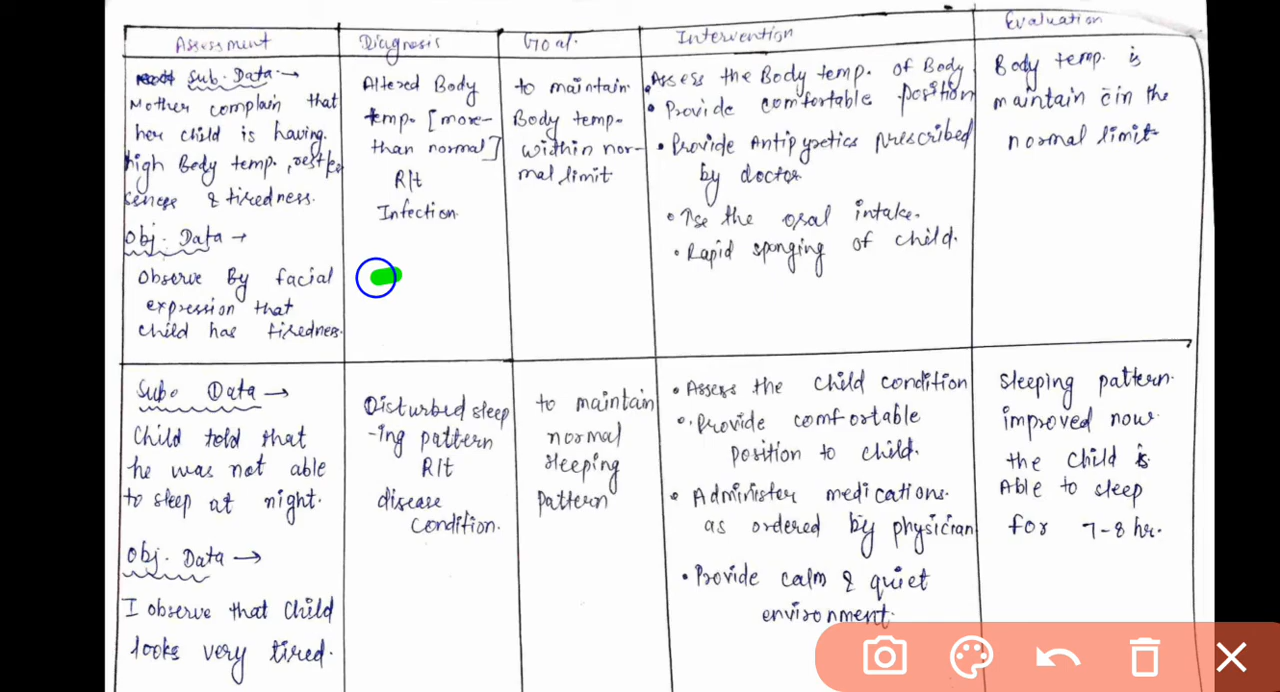 Assessment
Diagnosis
Goal.
Intervention
Evaluation
Sub. Data →
Mother complain that
her child is having.
high Body temp.,
& tiredness.
Obj. Data →
Observe By facial
expression that
child has tiredness.
Altered Body
temp. [more-
than normal]
R/t
Infection.
to maintain
Body temp.
within nor-
mal limit
• Assess the Body temp. of Body
• Provide comfortable position
• Provide Antipyretics prescribed
by doctor
• ↑se the oral intake.
• Rapid sponging of child.
Body temp. is
maintain c̄in the
normal limit
Sub. Data →
Child told that
he was not able
to sleep at night.
Obj. Data →
I observe that child
looks very tired.
Disturbed sleep
-ing pattern
R/t
disease
condition.
to maintain
normal
sleeping
pattern
• Assess the child condition
• Provide comfortable
position to child.
• Administer medications.
as ordered by physician
• Provide calm & quiet
environment.
Sleeping pattern.
improved now
the child is
Able to sleep
for 7-8 hr.